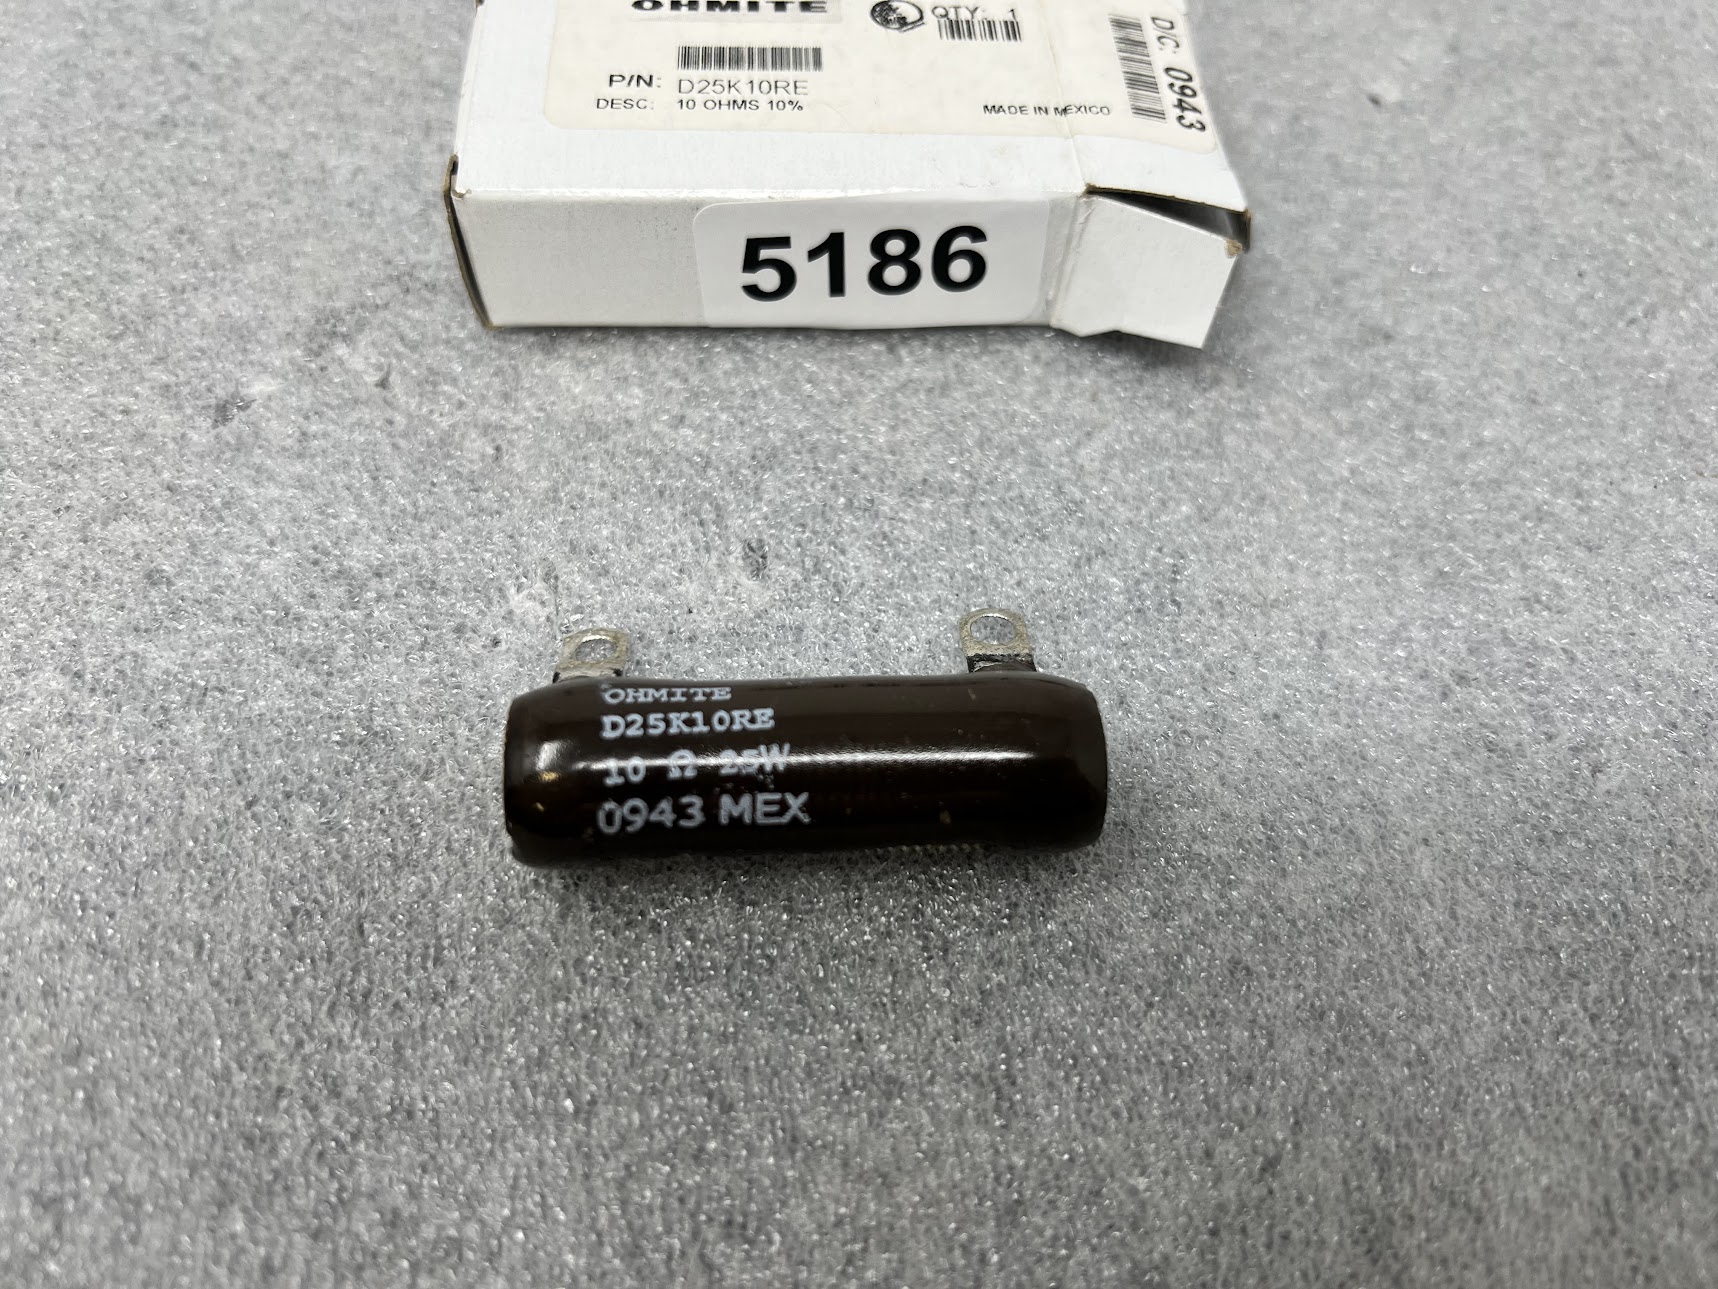 OHMITE
QTY: 1
P/N: D25K10RE
DESC: 10 OHMS 10%
MADE IN MEXICO
D/C: 0943
5186
OHMITE
D25K10RE
10 Ω 25W
0943 MEX